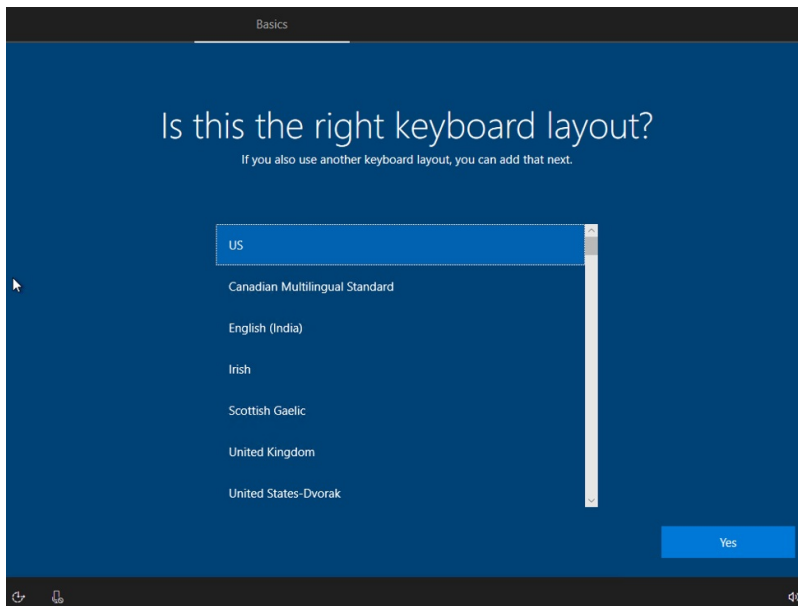 Basics
Is this the right keyboard layout?
If you also use another keyboard layout, you can add that next.
US
Canadian Multilingual Standard
English (India)
Irish
Scottish Gaelic
United Kingdom
United States-Dvorak
Yes